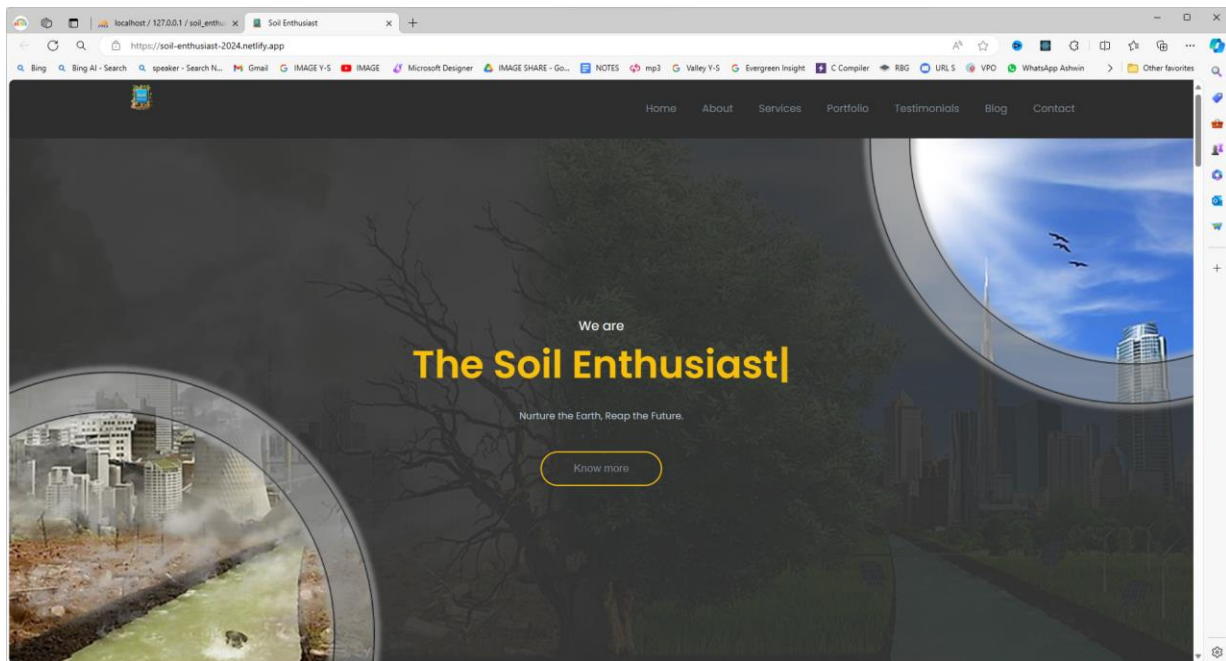 localhost / 127.0.0.1 / soil_enthu
Soil Enthusiast
https://soil-enthusiast-2024.netlify.app
Bing
Bing AI - Search
speaker - Search N...
Gmail
IMAGE Y-S
IMAGE
Microsoft Designer
IMAGE SHARE - Go...
NOTES
mp3
Valley Y-S
Evergreen Insight
C Compiler
RBG
URL S
VPO
WhatsApp Ashwin
Other favorites
Home
About
Services
Portfolio
Testimonials
Blog
Contact
We are
The Soil Enthusiast|
Nurture the Earth, Reap the Future.
Know more